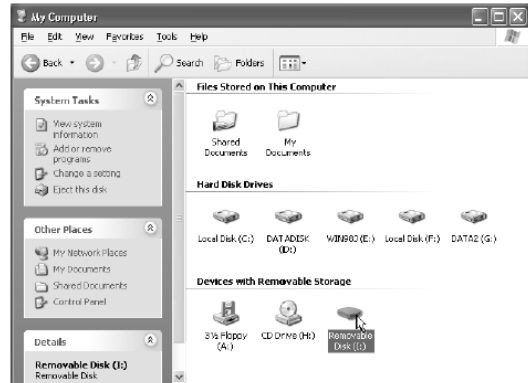 My Computer
File Edit View Favorites Tools Help
Back Search Folders
System Tasks
View system
information
Add or remove
programs
Change a setting
Eject this disk
Other Places
My Network Places
My Documents
Shared Documents
Control Panel
Details
Removable Disk (I:)
Removable Disk
Files Stored on This Computer
Shared
Documents
My
Documents
Hard Disk Drives
Local Disk (C:)
DATADISK
(D:)
WIN98J (E:)
Local Disk (F:)
DATA2 (G:)
Devices with Removable Storage
3½ Floppy
(A:)
CD Drive (H:)
Removable
Disk (I:)